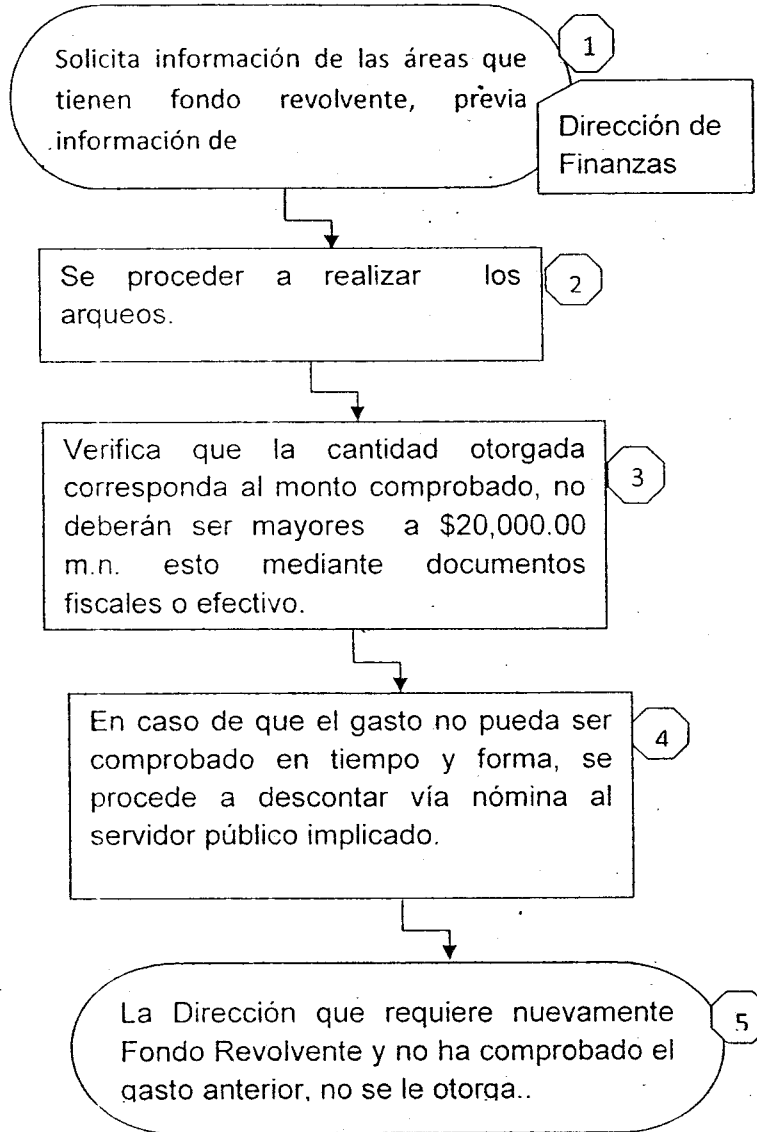 Solicita información de las áreas que
tienen fondo revolvente, previa
información de
1
Dirección de
Finanzas
Se proceder a realizar los
arqueos.
2
Verifica que la cantidad otorgada
corresponda al monto comprobado, no
deberán ser mayores a $20,000.00
m.n. esto mediante documentos
fiscales o efectivo.
3
En caso de que el gasto no pueda ser
comprobado en tiempo y forma, se
procede a descontar vía nómina al
servidor público implicado.
4
La Dirección que requiere nuevamente
Fondo Revolvente y no ha comprobado el
gasto anterior, no se le otorga..
5